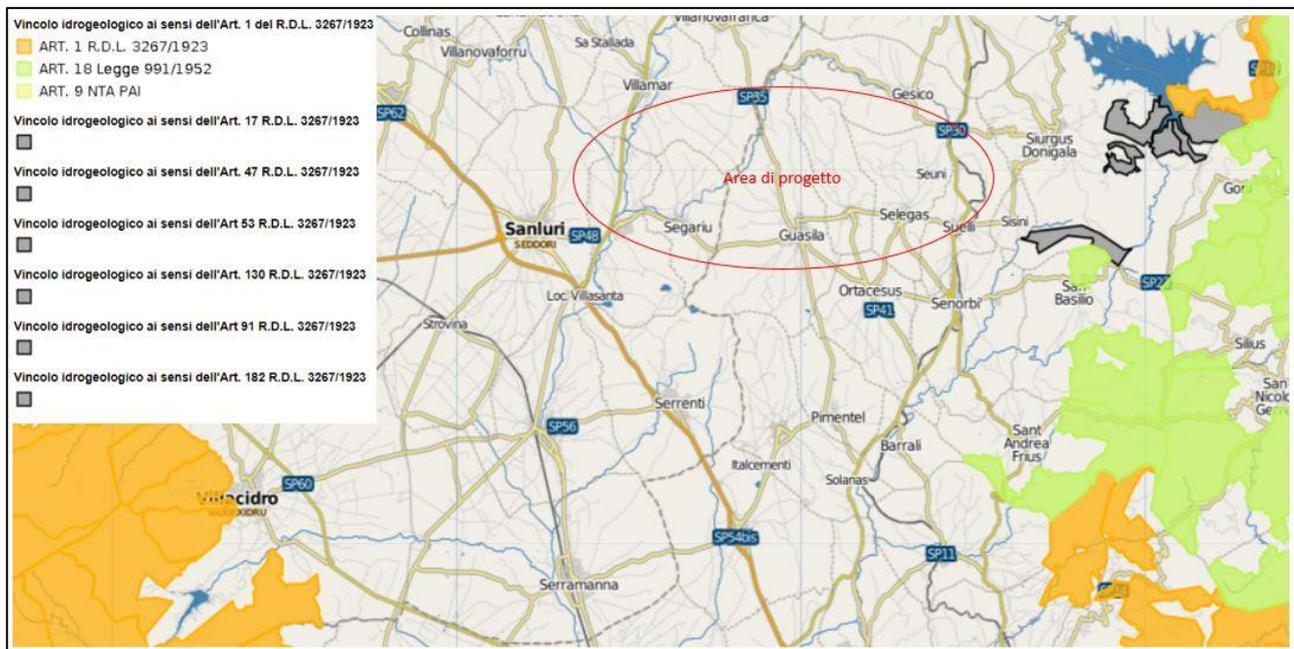 Vincolo idrogeologico ai sensi dell'Art. 1 del R.D.L. 3267/1923
ART. 1 R.D.L. 3267/1923
ART. 18 Legge 991/1952
ART. 9 NTA PAI
Vincolo idrogeologico ai sensi dell'Art. 17 R.D.L. 3267/1923
Vincolo idrogeologico ai sensi dell'Art. 47 R.D.L. 3267/1923
Vincolo idrogeologico ai sensi dell'Art 53 R.D.L. 3267/1923
Vincolo idrogeologico ai sensi dell'Art. 130 R.D.L. 3267/1923
Vincolo idrogeologico ai sensi dell'Art 91 R.D.L. 3267/1923
Vincolo idrogeologico ai sensi dell'Art. 182 R.D.L. 3267/1923
Collinas
Villanovaforru
Sa Stallada
Villanovafranca
Villamar
SP62
SP35
Gesico
SP30
Siurgus
Donigala
Area di progetto
Seuni
Goni
Sanluri
SEDDORI
SP48
Segariu
Guasila
Selegas
Suelli
Sisini
Loc. Villasanta
Ortacesus
SP41
Senorbì
San
Basilio
Strovina
Silius
San
Nicolo
Serrenti
SP56
Pimentel
Barrali
Sant
Andrea
Frius
Italcementi
Solanas
Villacidro
SP60
SP54bis
SP11
Serramanna